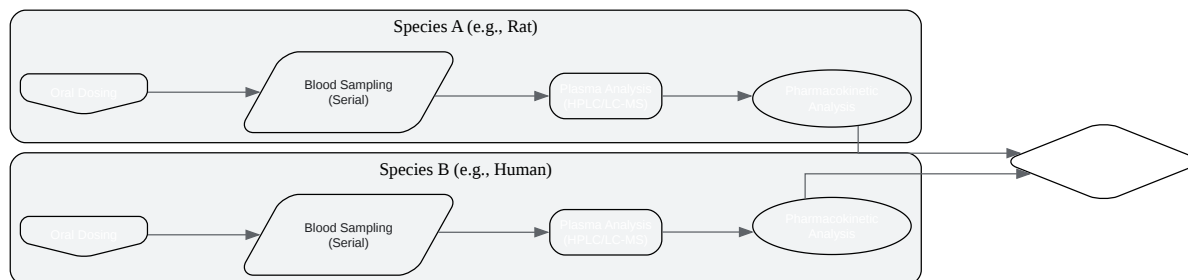 Species A (e.g., Rat)
Oral Dosing
Blood Sampling
(Serial)
Plasma Analysis
(HPLC/LC-MS)
Pharmacokinetic
Analysis
Species B (e.g., Human)
Oral Dosing
Blood Sampling
(Serial)
Plasma Analysis
(HPLC/LC-MS)
Pharmacokinetic
Analysis